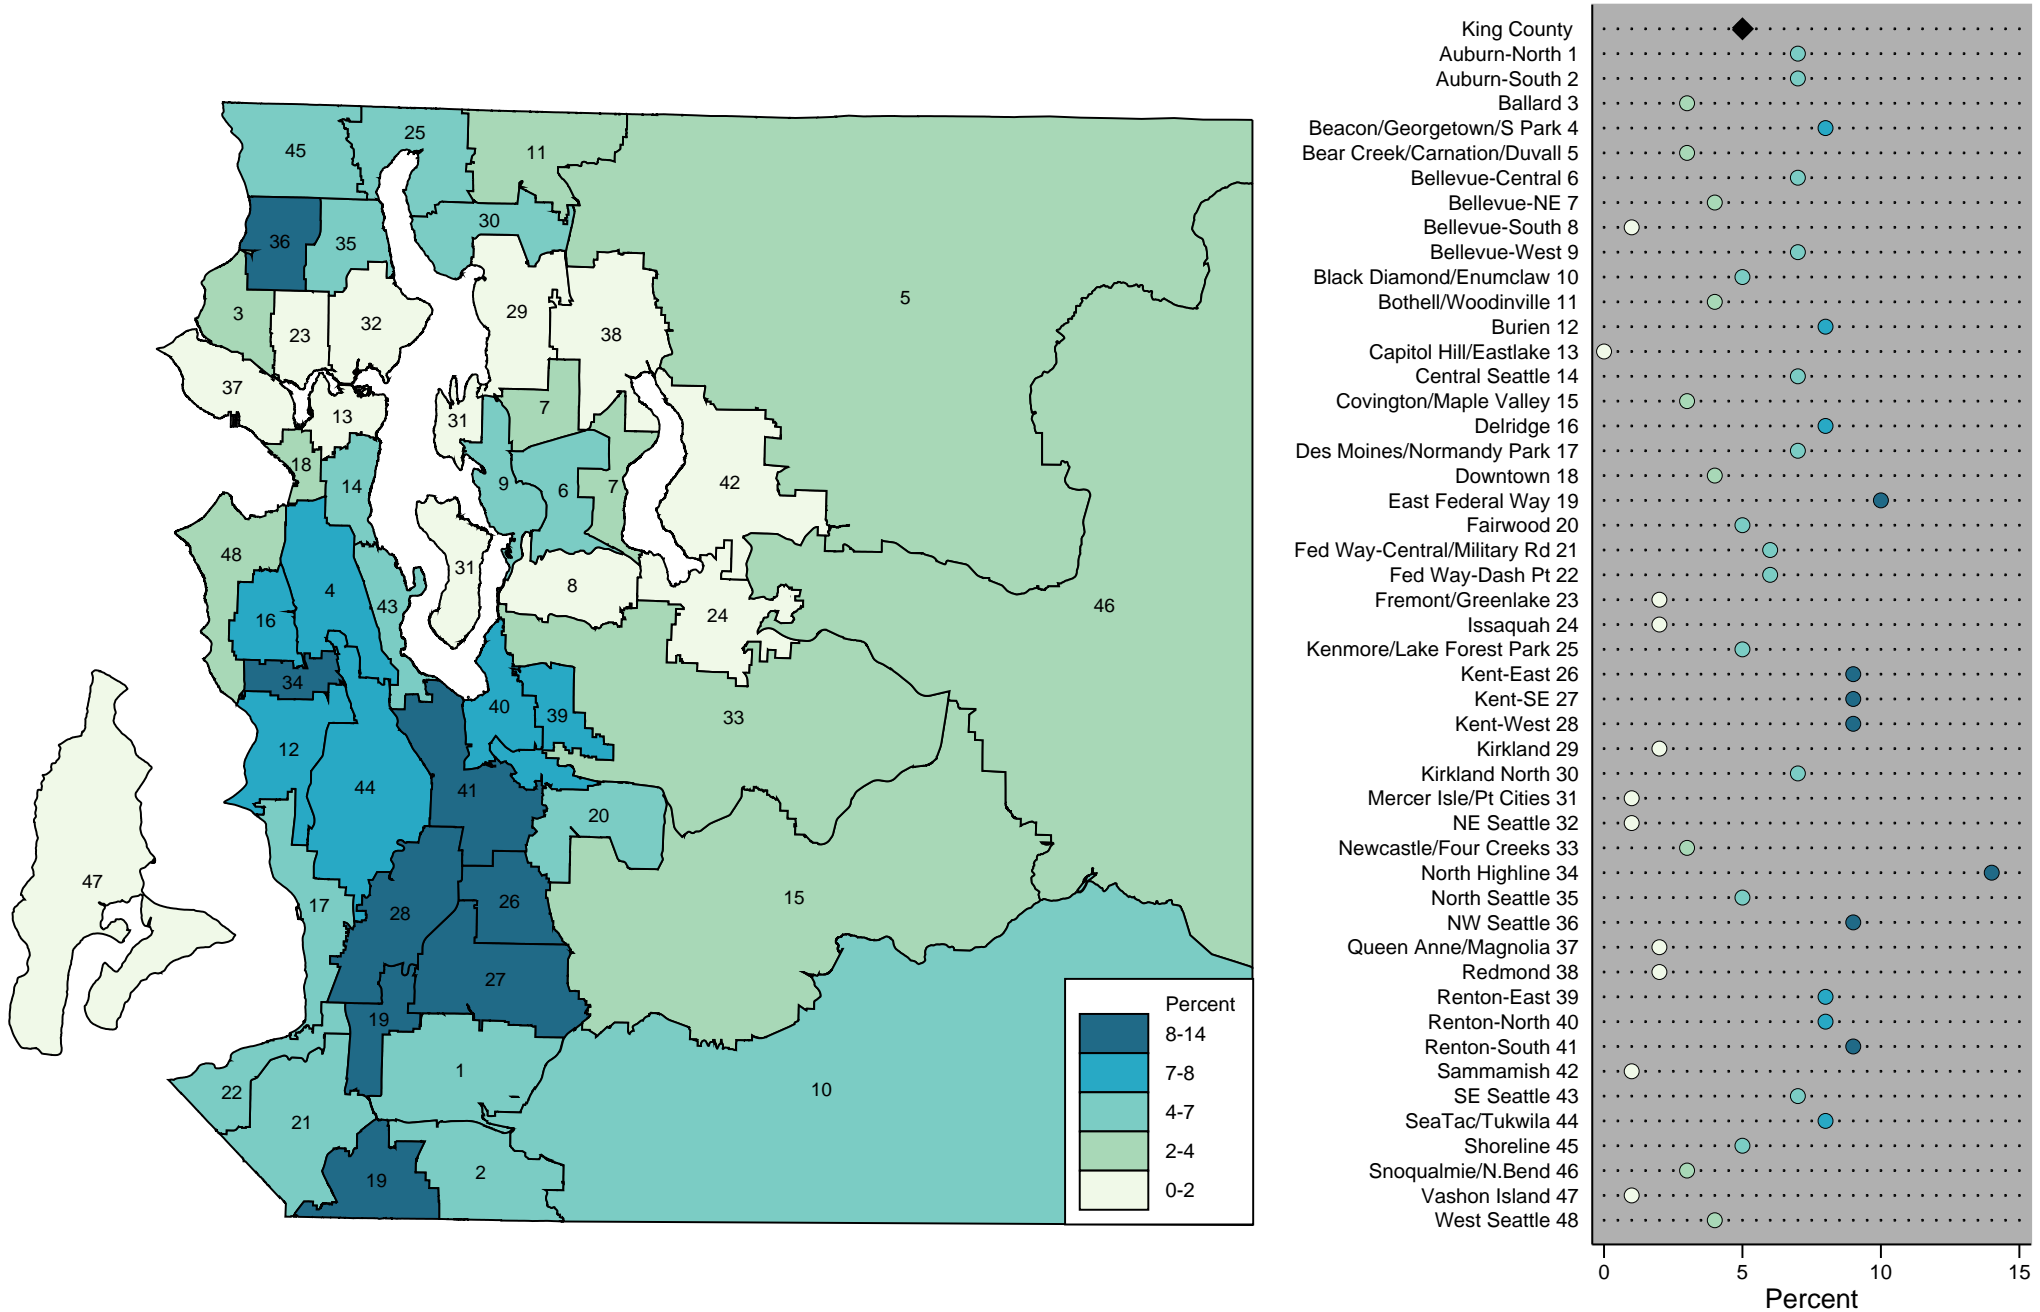 45
25
11
30
36
35
5
3
23
32
29
38
37
13
31
7
18
14
9
6
7
42
48
4
31
8
16
43
24
46
34
40
39
33
12
44
41
20
47
17
28
26
15
27
19
1
22
21
10
19
2
Percent
8-14
7-8
4-7
2-4
0-2
King County
Auburn-North 1
Auburn-South 2
Ballard 3
Beacon/Georgetown/S Park 4
Bear Creek/Carnation/Duvall 5
Bellevue-Central 6
Bellevue-NE 7
Bellevue-South 8
Bellevue-West 9
Black Diamond/Enumclaw 10
Bothell/Woodinville 11
Burien 12
Capitol Hill/Eastlake 13
Central Seattle 14
Covington/Maple Valley 15
Delridge 16
Des Moines/Normandy Park 17
Downtown 18
East Federal Way 19
Fairwood 20
Fed Way-Central/Military Rd 21
Fed Way-Dash Pt 22
Fremont/Greenlake 23
Issaquah 24
Kenmore/Lake Forest Park 25
Kent-East 26
Kent-SE 27
Kent-West 28
Kirkland 29
Kirkland North 30
Mercer Isle/Pt Cities 31
NE Seattle 32
Newcastle/Four Creeks 33
North Highline 34
North Seattle 35
NW Seattle 36
Queen Anne/Magnolia 37
Redmond 38
Renton-East 39
Renton-North 40
Renton-South 41
Sammamish 42
SE Seattle 43
SeaTac/Tukwila 44
Shoreline 45
Snoqualmie/N.Bend 46
Vashon Island 47
West Seattle 48
0 5 10 15
Percent